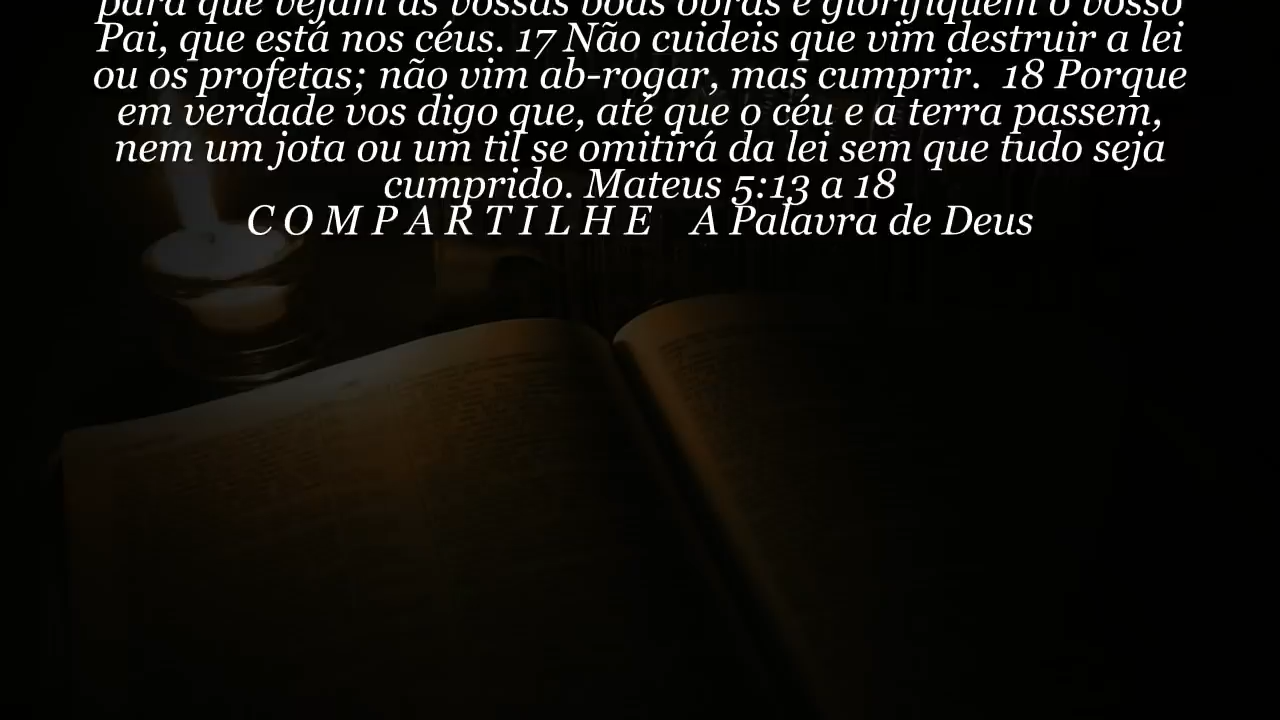 para que vejam as vossas boas obras e glorifiquem o vosso
Pai, que está nos céus. 17 Não cuideis que vim destruir a lei
ou os profetas; não vim ab-rogar, mas cumprir. 18 Porque
em verdade vos digo que, até que o céu e a terra passem,
nem um jota ou um til se omitirá da lei sem que tudo seja
cumprido. Mateus 5:13 a 18
C O M P A R T I L H E A Palavra de Deus